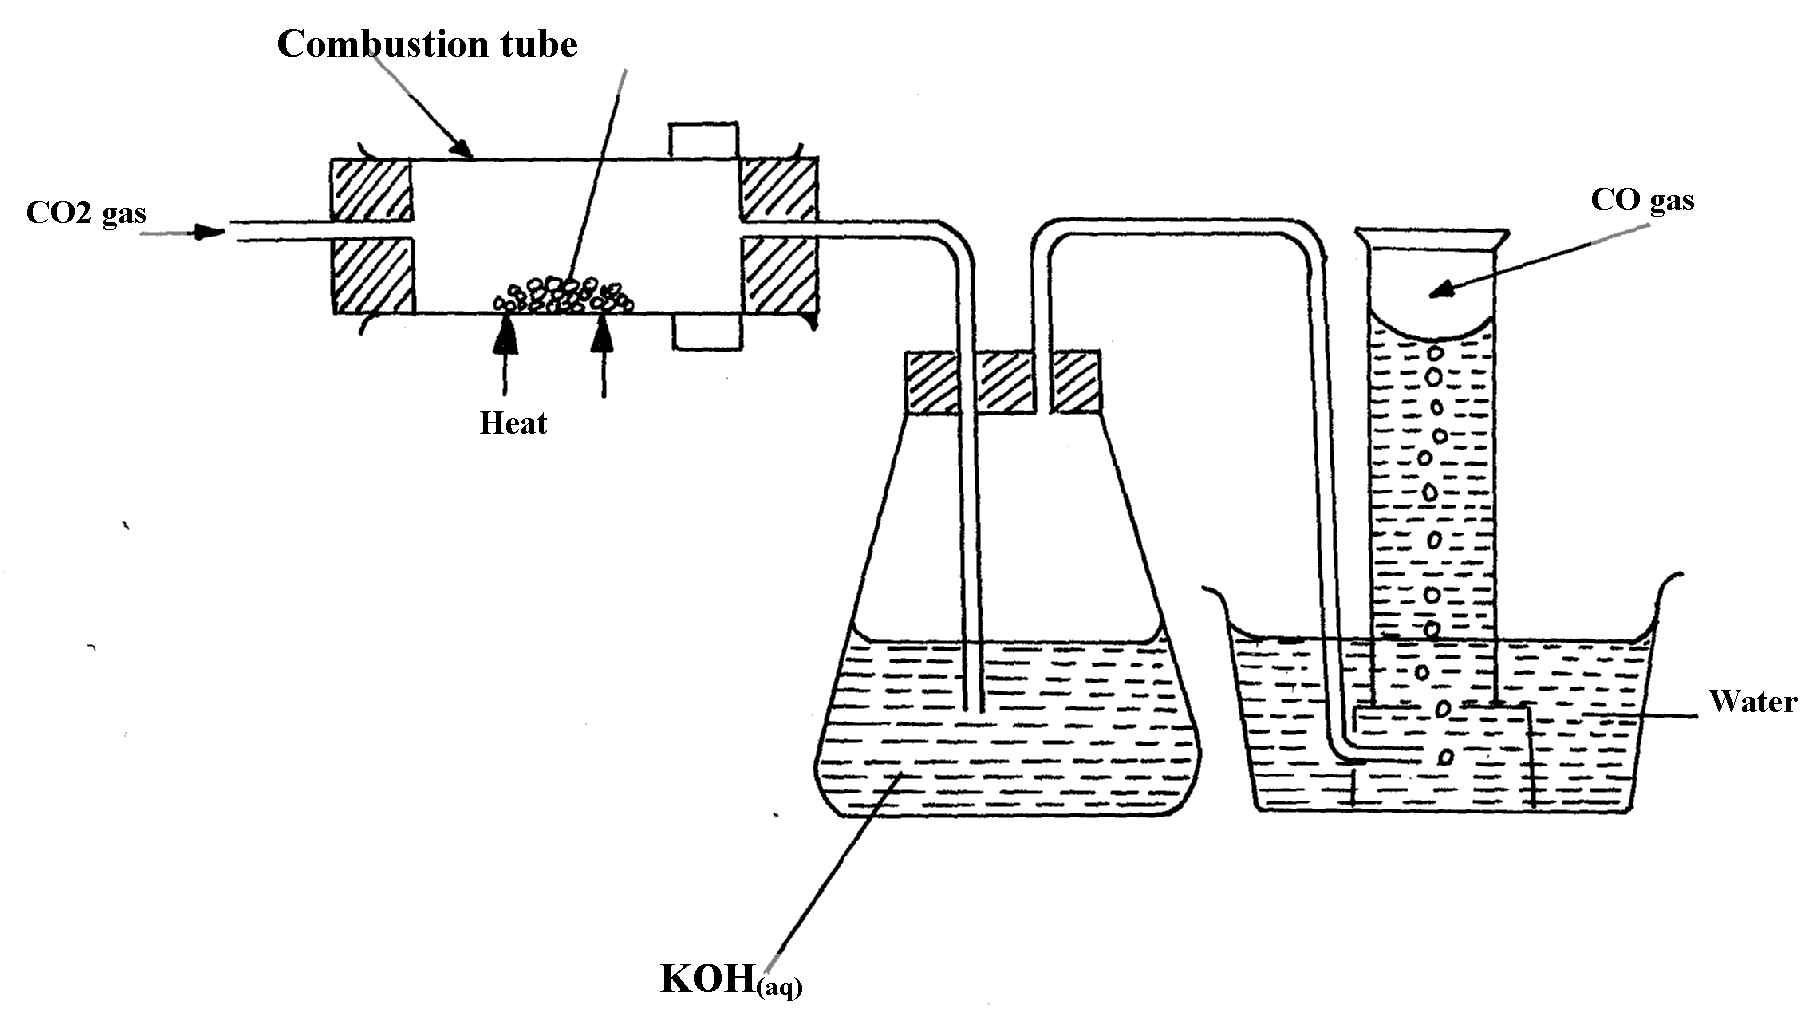 Combustion tube
CO2 gas
CO gas
Heat
Water
KOH(aq)